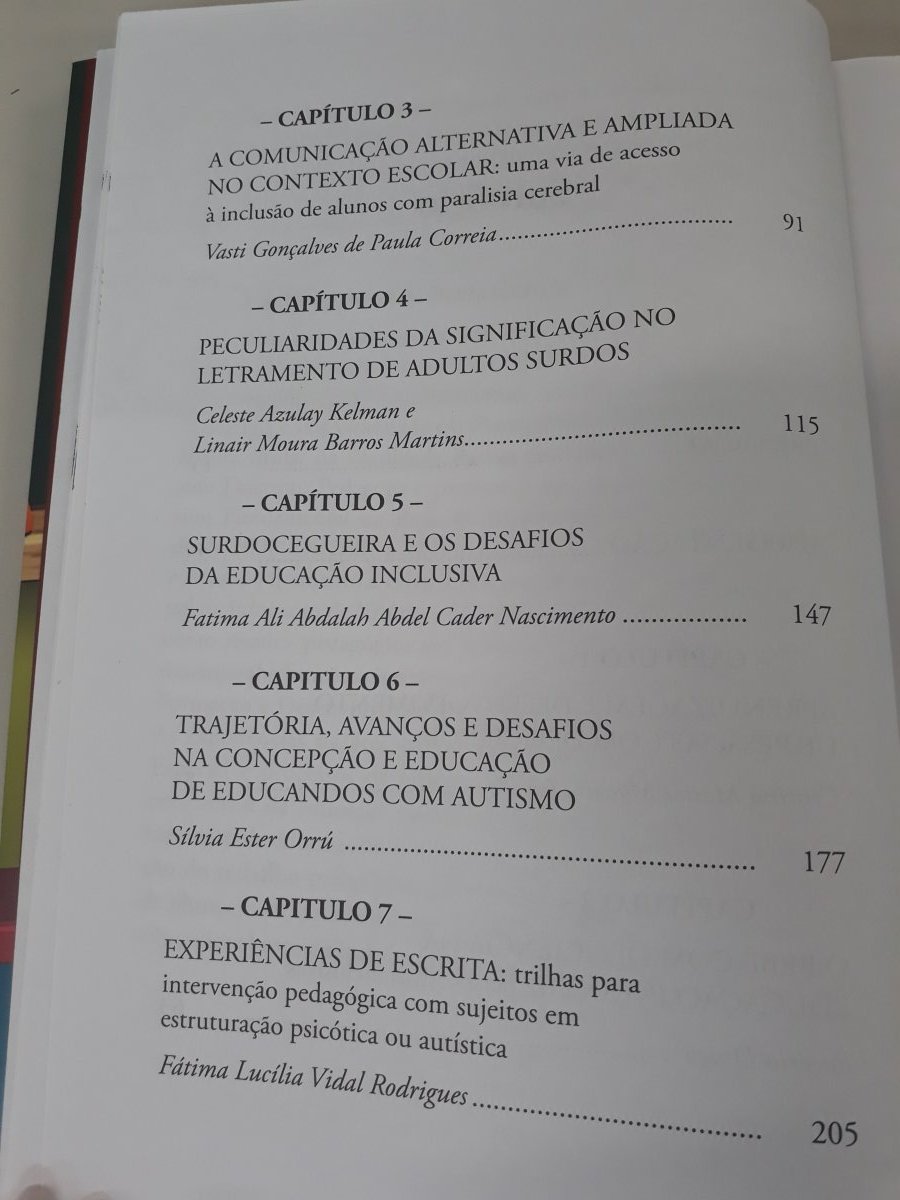 – CAPÍTULO 3 –
A COMUNICAÇÃO ALTERNATIVA E AMPLIADA
NO CONTEXTO ESCOLAR: uma via de acesso
à inclusão de alunos com paralisia cerebral
Vasti Gonçalves de Paula Correia..................................... 91
– CAPÍTULO 4 –
PECULIARIDADES DA SIGNIFICAÇÃO NO
LETRAMENTO DE ADULTOS SURDOS
Celeste Azulay Kelman e
Linair Moura Barros Martins............................................ 115
– CAPÍTULO 5 –
SURDOCEGUEIRA E OS DESAFIOS
DA EDUCAÇÃO INCLUSIVA
Fatima Ali Abdalah Abdel Cader Nascimento .................. 147
– CAPITULO 6 –
TRAJETÓRIA, AVANÇOS E DESAFIOS
NA CONCEPÇÃO E EDUCAÇÃO
DE EDUCANDOS COM AUTISMO
Sílvia Ester Orrú ............................................................ 177
– CAPITULO 7 –
EXPERIÊNCIAS DE ESCRITA: trilhas para
intervenção pedagógica com sujeitos em
estruturação psicótica ou autística
Fátima Lucília Vidal Rodrigues.......................................... 205